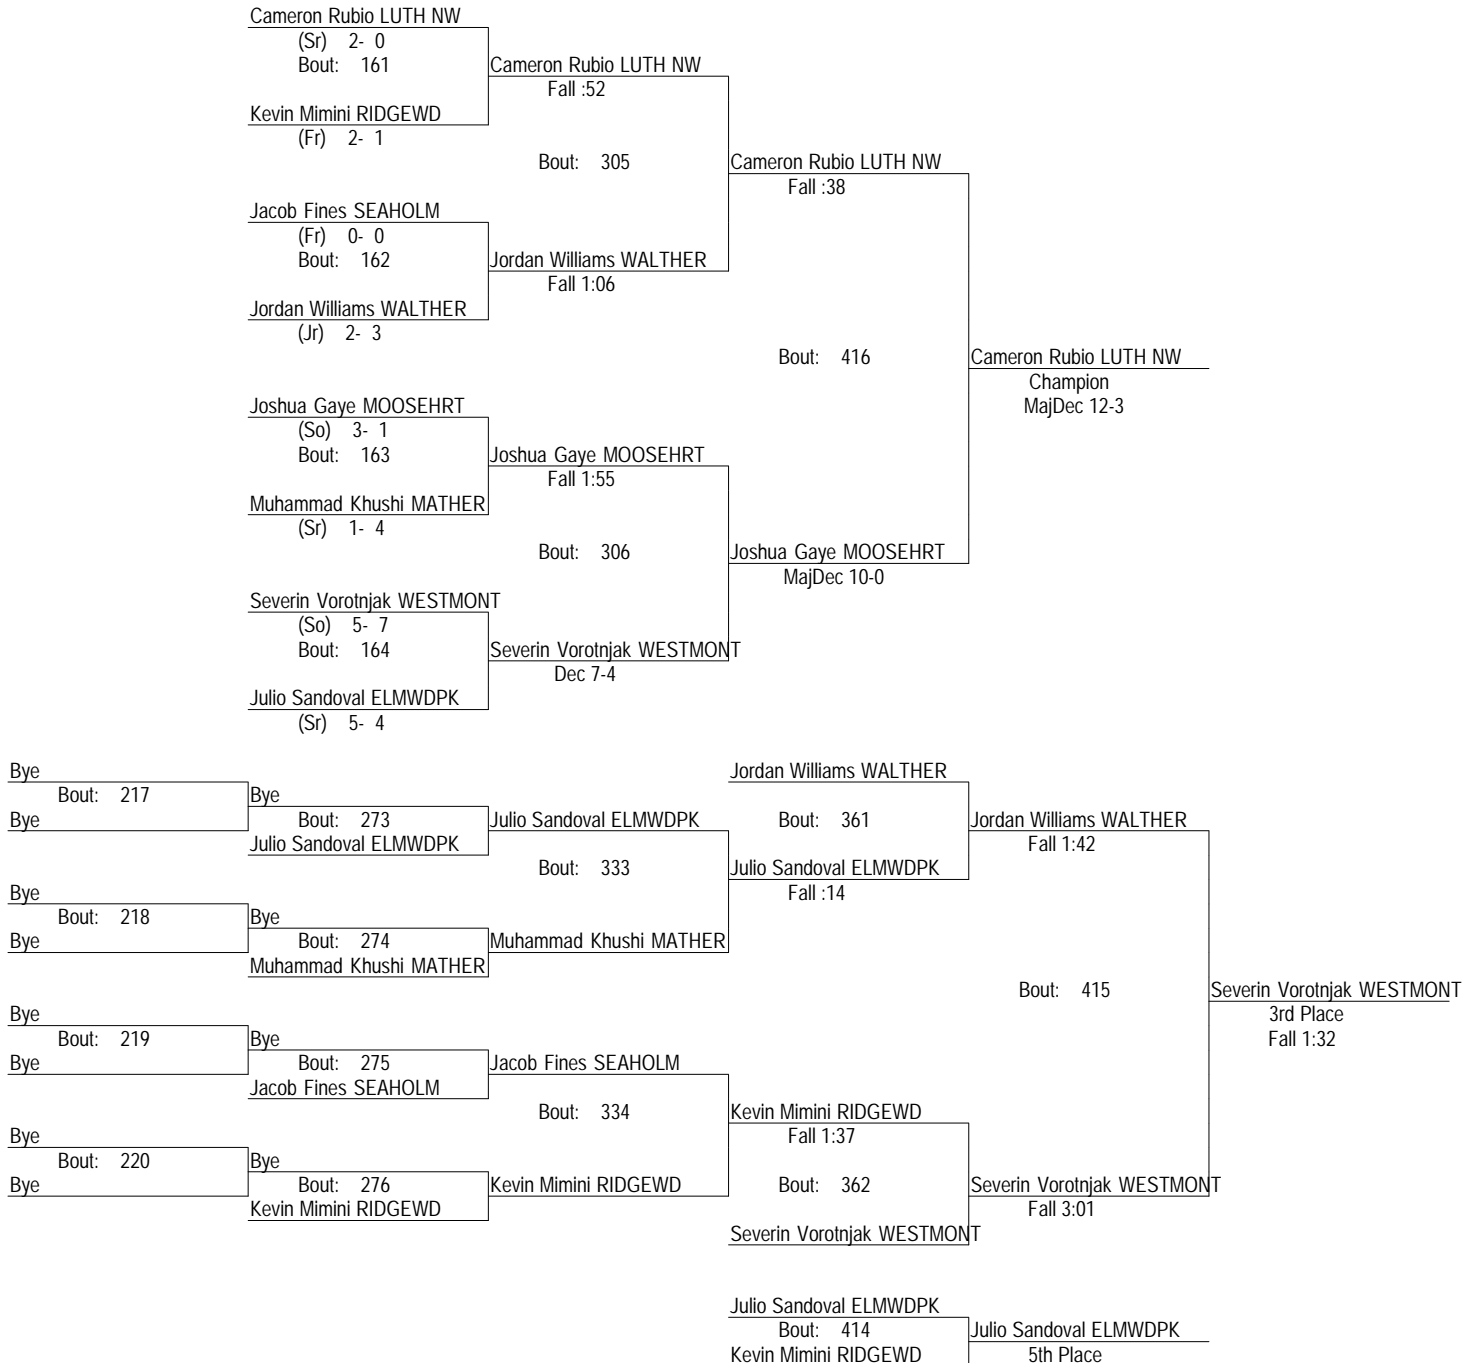 Cameron Rubio LUTH NW
(Sr) 2- 0
Bout: 161
Cameron Rubio LUTH NW
Fall :52
Kevin Mimini RIDGEWD
(Fr) 2- 1
Bout: 305
Cameron Rubio LUTH NW
Fall :38
Jacob Fines SEAHOLM
(Fr) 0- 0
Bout: 162
Jordan Williams WALTHER
Fall 1:06
Jordan Williams WALTHER
(Jr) 2- 3
Bout: 416
Cameron Rubio LUTH NW
Champion
MajDec 12-3
Joshua Gaye MOOSEHRT
(So) 3- 1
Bout: 163
Joshua Gaye MOOSEHRT
Fall 1:55
Muhammad Khushi MATHER
(Sr) 1- 4
Bout: 306
Joshua Gaye MOOSEHRT
MajDec 10-0
Severin Vorotnjak WESTMONT
(So) 5- 7
Bout: 164
Severin Vorotnjak WESTMONT
Dec 7-4
Julio Sandoval ELMWDPK
(Sr) 5- 4
Bye
Bout: 217
Bye
Bye
Bout: 273
Julio Sandoval ELMWDPK
Julio Sandoval ELMWDPK
Bout: 333
Jordan Williams WALTHER
Bout: 361
Julio Sandoval ELMWDPK
Fall :14
Jordan Williams WALTHER
Fall 1:42
Bye
Bout: 218
Bye
Bye
Bout: 274
Muhammad Khushi MATHER
Muhammad Khushi MATHER
Bout: 415
Severin Vorotnjak WESTMONT
3rd Place
Fall 1:32
Bye
Bout: 219
Bye
Bye
Bout: 275
Jacob Fines SEAHOLM
Jacob Fines SEAHOLM
Bout: 334
Kevin Mimini RIDGEWD
Fall 1:37
Bye
Bout: 220
Bye
Bye
Bout: 276
Kevin Mimini RIDGEWD
Kevin Mimini RIDGEWD
Bout: 362
Severin Vorotnjak WESTMONT
Fall 3:01
Severin Vorotnjak WESTMONT
Julio Sandoval ELMWDPK
Bout: 414
Kevin Mimini RIDGEWD
Julio Sandoval ELMWDPK
5th Place